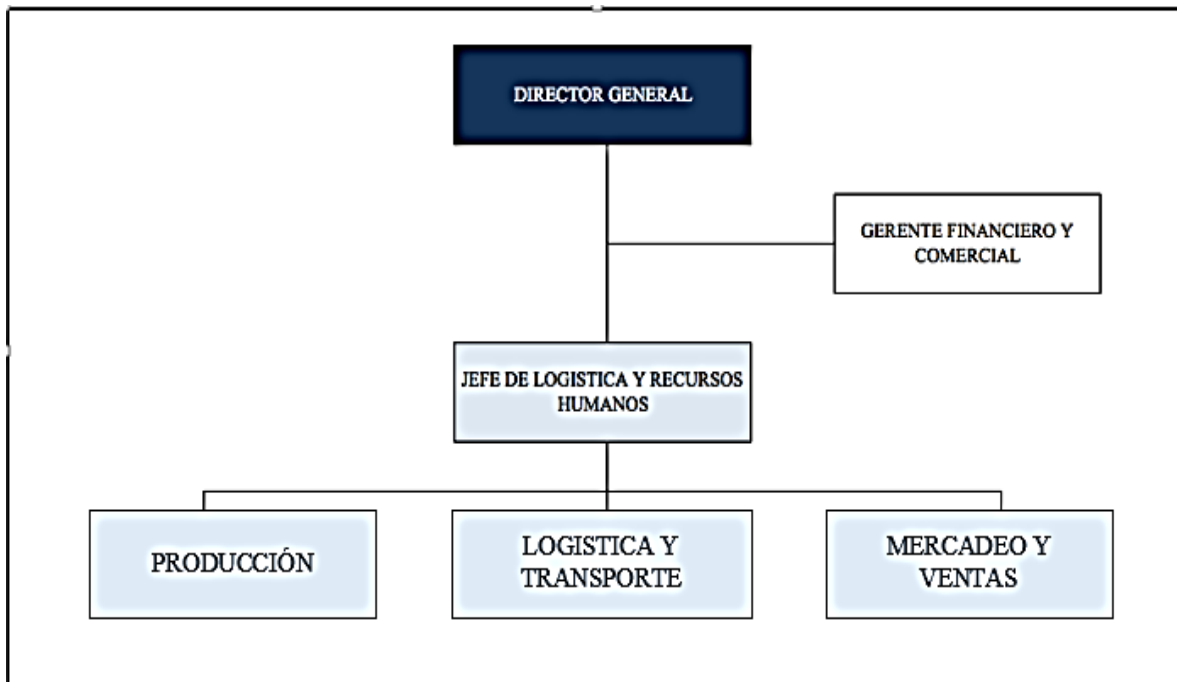 DIRECTOR GENERAL
GERENTE FINANCIERO Y
COMERCIAL
JEFE DE LOGISTICA Y RECURSOS
HUMANOS
PRODUCCIÓN
LOGISTICA Y
TRANSPORTE
MERCADEO Y
VENTAS